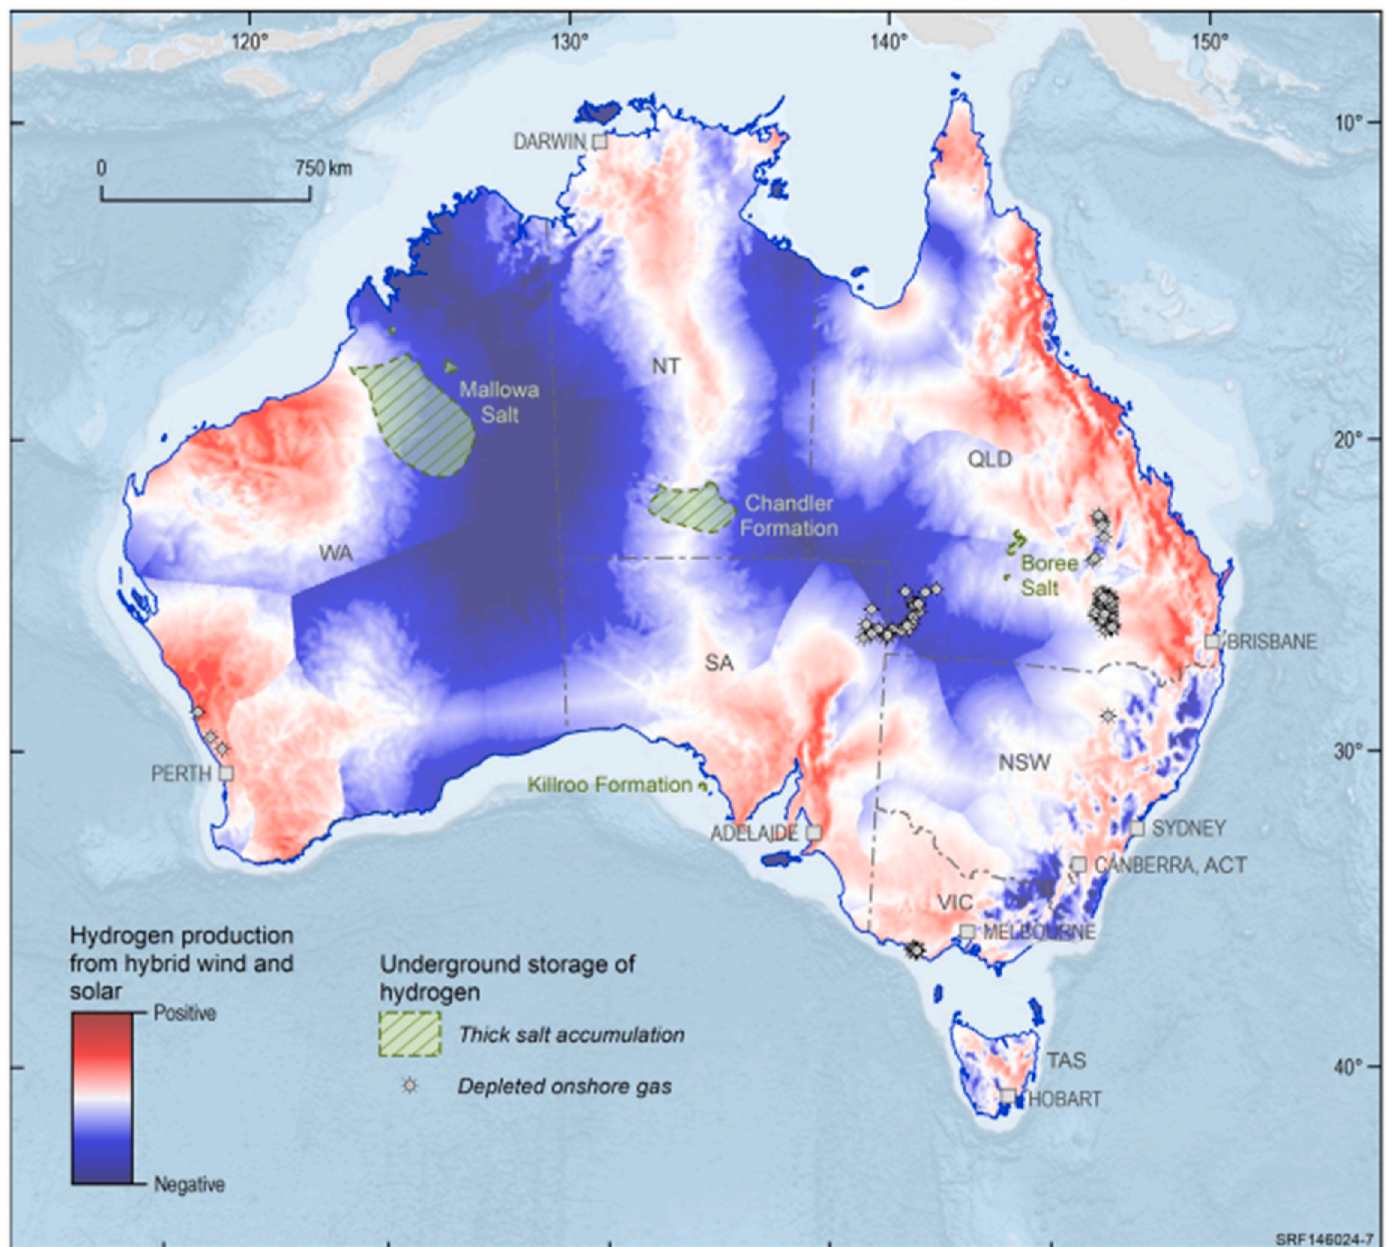 120°
130°
140°
150°
10°
20°
30°
40°
0
750 km
DARWIN
NT
Mallowa
Salt
QLD
Chandler
Formation
WA
Boree
Salt
SA
BRISBANE
NSW
PERTH
Killroo Formation
ADELAIDE
SYDNEY
CANBERRA, ACT
VIC
MELBOURNE
TAS
HOBART
Hydrogen production
from hybrid wind and
solar
Positive
Negative
Underground storage of
hydrogen
Thick salt accumulation
Depleted onshore gas
SRF146024-7